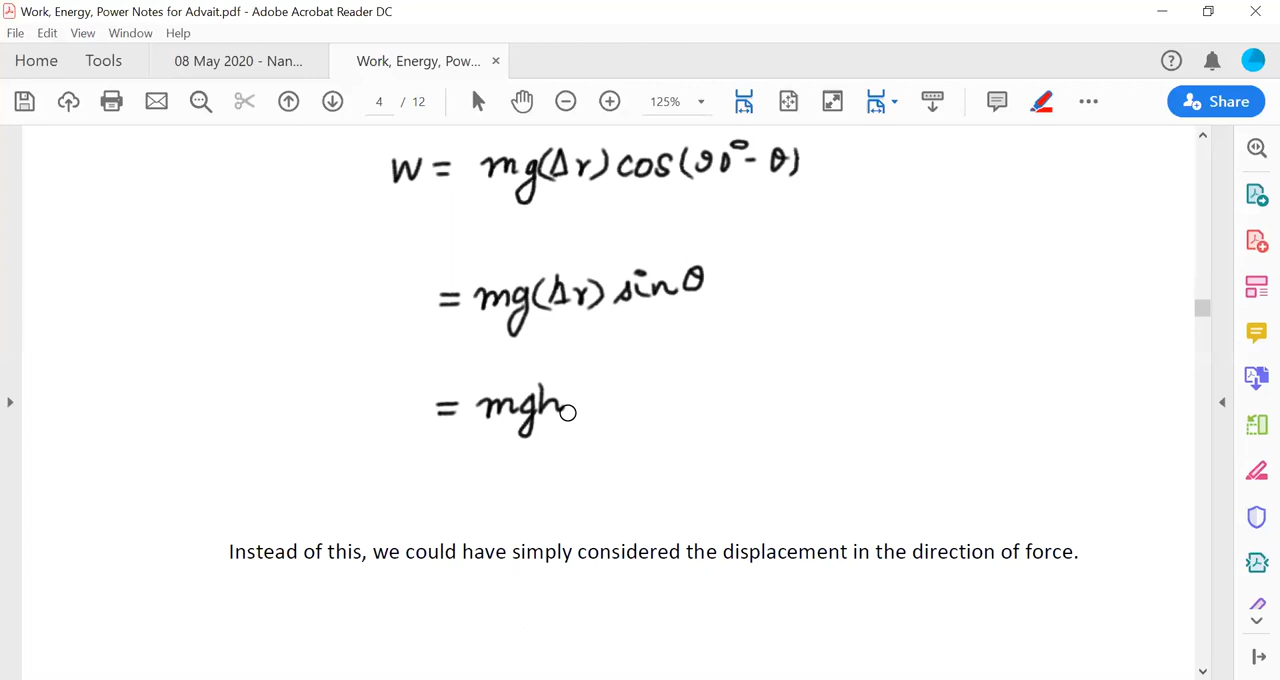 Work, Energy, Power Notes for Advait.pdf - Adobe Acrobat Reader DC
File Edit View Window Help
Home Tools 08 May 2020 - Nan... Work, Energy, Pow... ×
4 / 12 125% Share
W = mg(Δr) cos(90° - θ)
= mg(Δr) sin θ
= mgh
Instead of this, we could have simply considered the displacement in the direction of force.